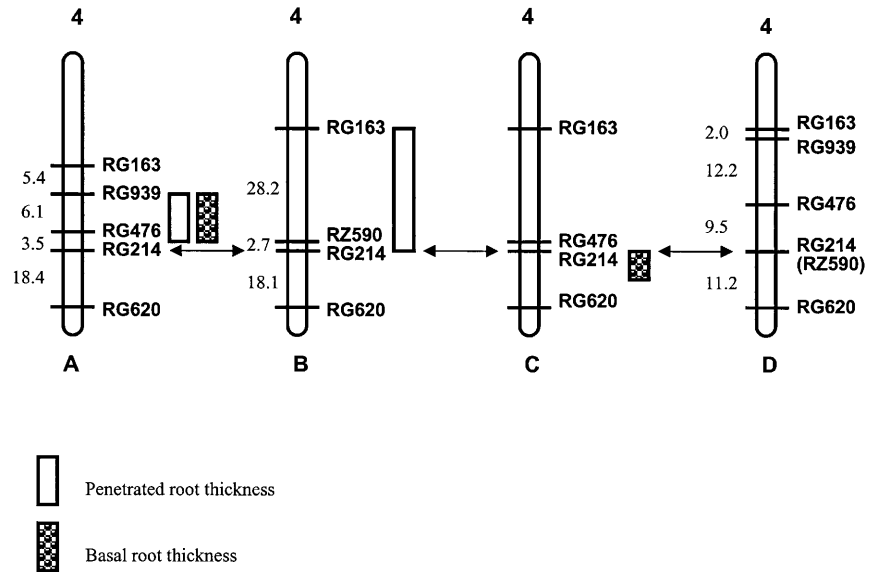 4
4
4
4
RG163
5.4
RG939
6.1
RG476
3.5
RG214
18.4
RG620
A
RG163
28.2
RZ590
2.7
RG214
18.1
RG620
B
RG163
RG476
RG214
RG620
C
RG163
2.0
RG939
12.2
RG476
9.5
RG214
(RZ590)
11.2
RG620
D
Penetrated root thickness
Basal root thickness